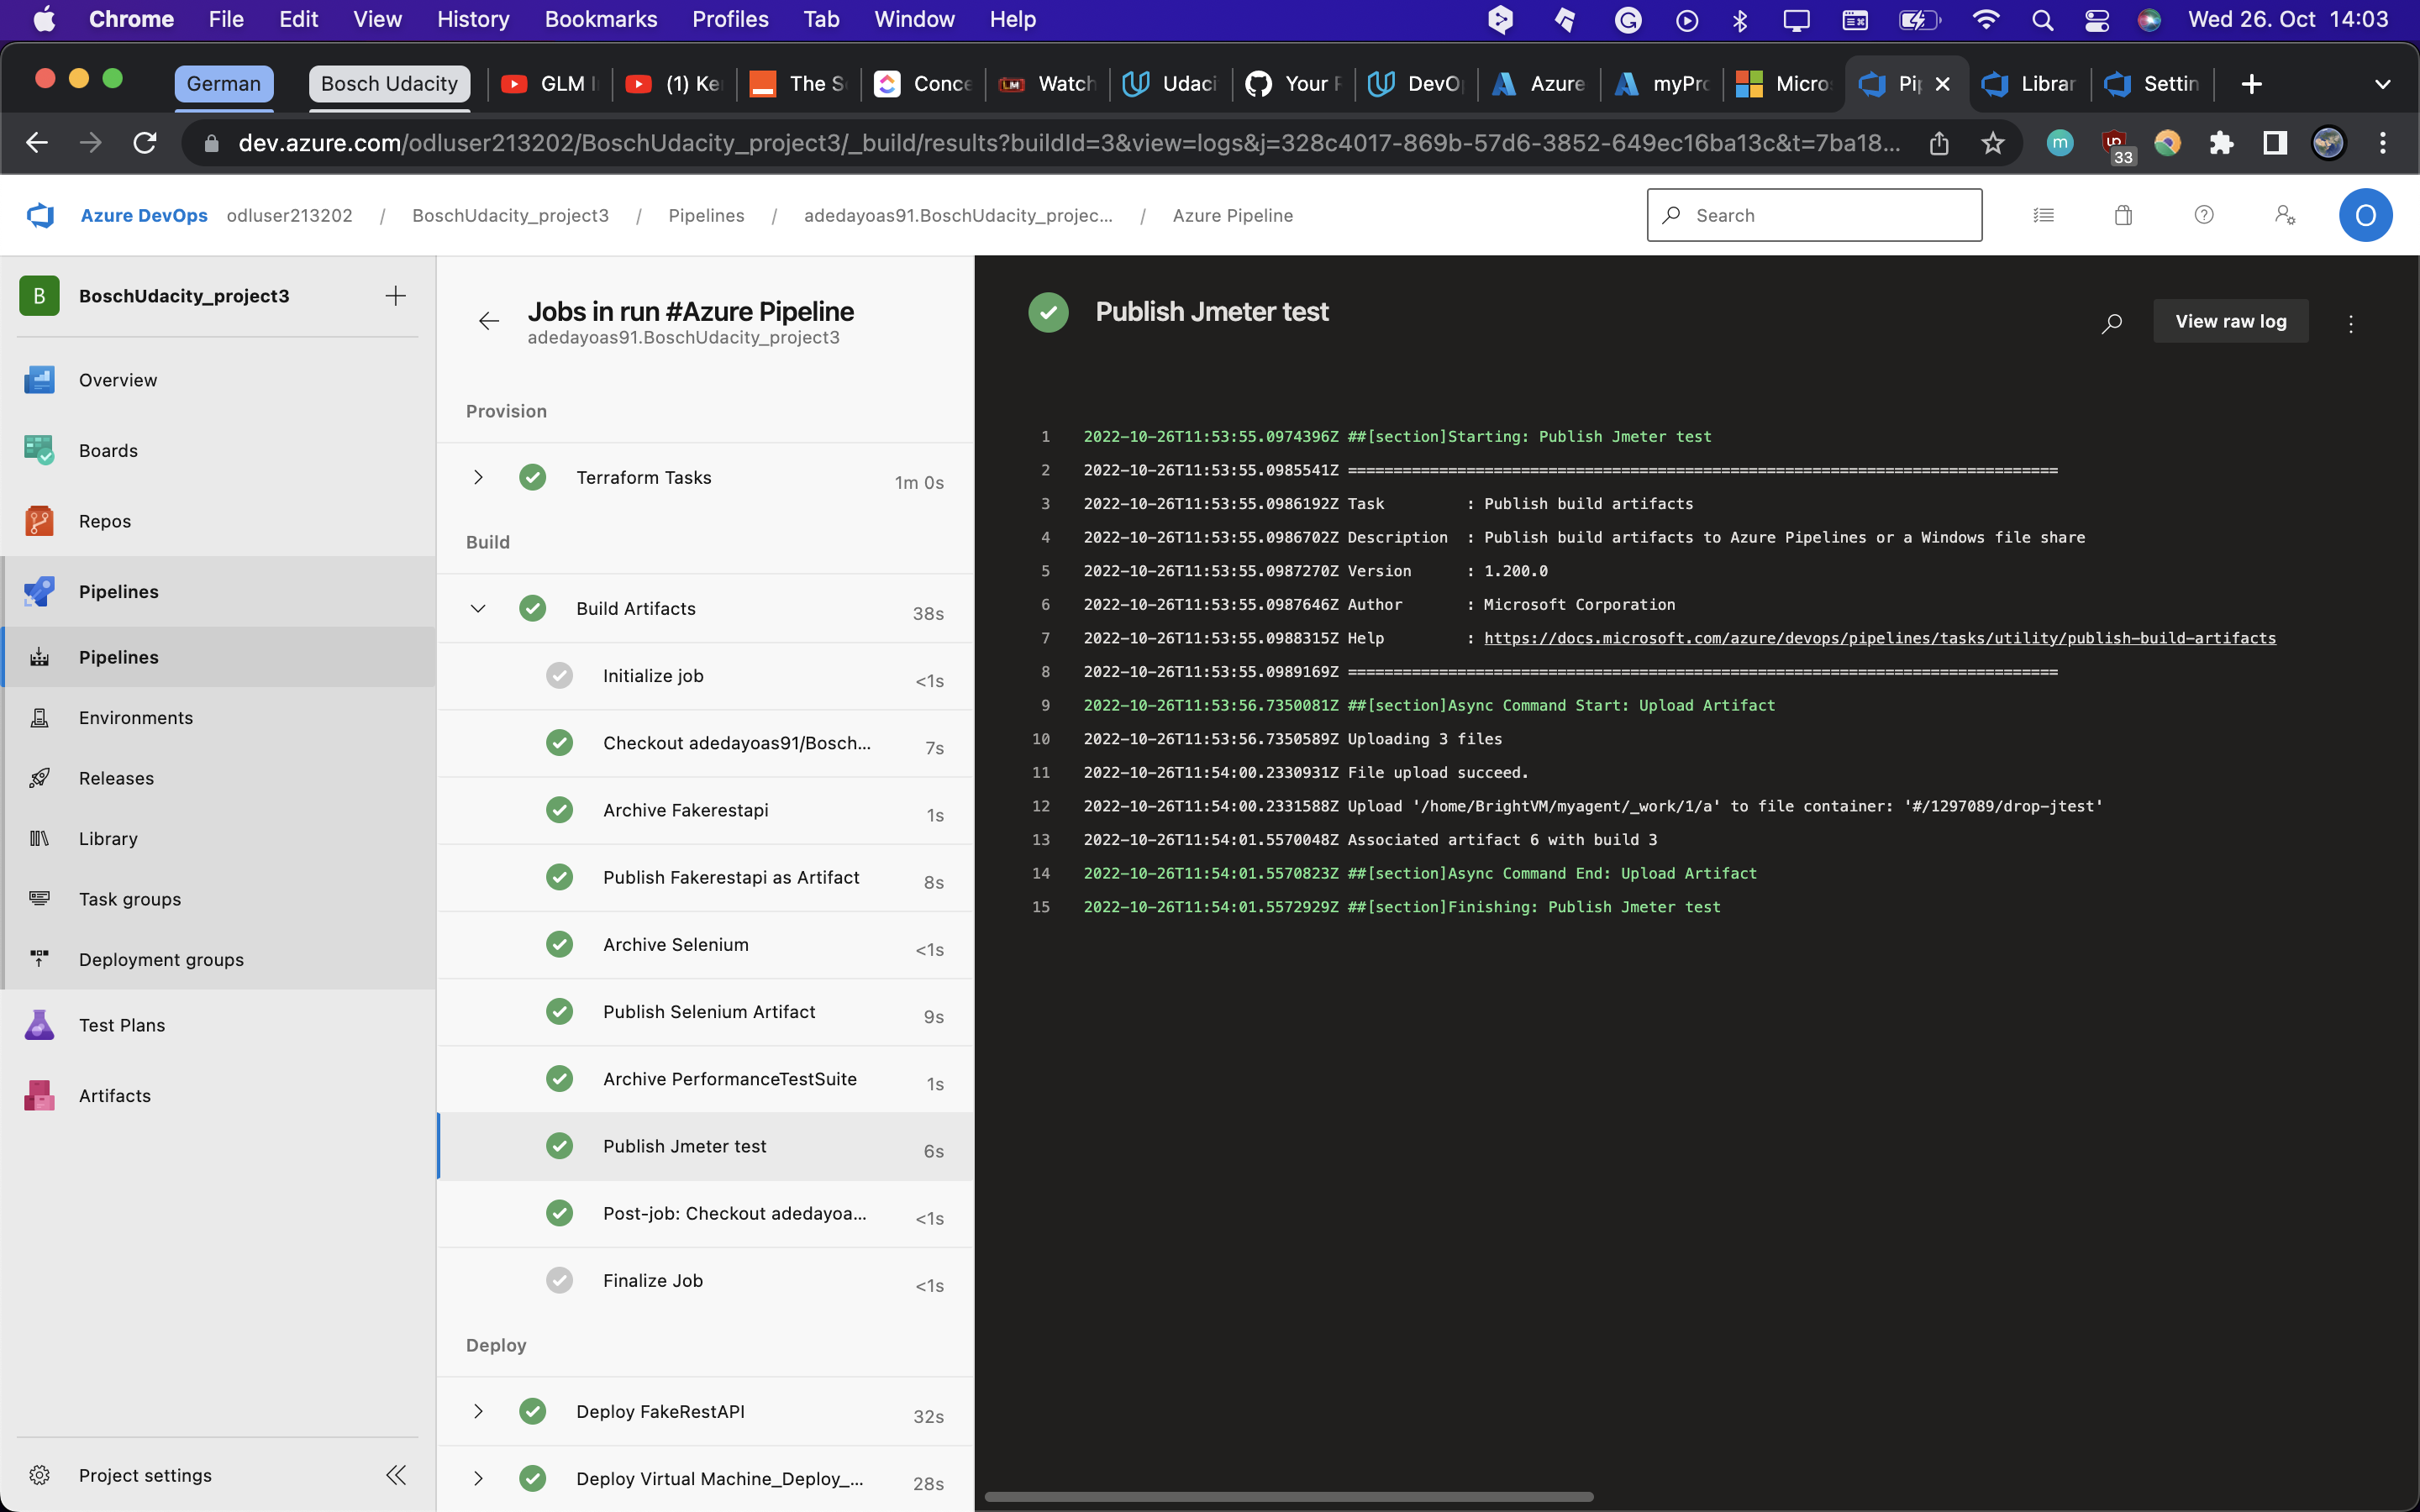 Chrome File Edit View History Bookmarks Profiles Tab Window Help Wed 26. Oct 14:03
German Bosch Udacity GLM (1) The Conce Watch Udaci Your DevO Azure myPro Micro Librar Settin
dev.azure.com/odluser213202/BoschUdacity_project3/_build/results?buildId=3&view=logs&j=328c4017-869b-57d6-3852-649ec16ba13c&t=7ba18... m 33
Azure DevOps odluser213202 / BoschUdacity_project3 / Pipelines / adedayoas91.BoschUdacity_projec... / Azure Pipeline Search O
B BoschUdacity_project3
Overview
Boards
Repos
Pipelines
Pipelines
Environments
Releases
Library
Task groups
Deployment groups
Test Plans
Artifacts
Project settings
Jobs in run #Azure Pipeline
adedayoas91.BoschUdacity_project3
Provision
Terraform Tasks 1m 0s
Build
Build Artifacts 38s
Initialize job <1s
Checkout adedayoas91/Bosch... 7s
Archive Fakerestapi 1s
Publish Fakerestapi as Artifact 8s
Archive Selenium <1s
Publish Selenium Artifact 9s
Archive PerformanceTestSuite 1s
Publish Jmeter test 6s
Post-job: Checkout adedayoa... <1s
Finalize Job <1s
Deploy
Deploy FakeRestAPI 32s
Deploy Virtual Machine_Deploy_... 28s
Publish Jmeter test
View raw log
1 2022-10-26T11:53:55.0974396Z ##[section]Starting: Publish Jmeter test
2 2022-10-26T11:53:55.0985541Z ==============================================================================
3 2022-10-26T11:53:55.0986192Z Task : Publish build artifacts
4 2022-10-26T11:53:55.0986702Z Description : Publish build artifacts to Azure Pipelines or a Windows file share
5 2022-10-26T11:53:55.0987270Z Version : 1.200.0
6 2022-10-26T11:53:55.0987646Z Author : Microsoft Corporation
7 2022-10-26T11:53:55.0988315Z Help : https://docs.microsoft.com/azure/devops/pipelines/tasks/utility/publish-build-artifacts
8 2022-10-26T11:53:55.0989169Z ==============================================================================
9 2022-10-26T11:53:56.7350081Z ##[section]Async Command Start: Upload Artifact
10 2022-10-26T11:53:56.7350589Z Uploading 3 files
11 2022-10-26T11:54:00.2330931Z File upload succeed.
12 2022-10-26T11:54:00.2331588Z Upload '/home/BrightVM/myagent/_work/1/a' to file container: '#/1297089/drop-jtest'
13 2022-10-26T11:54:01.5570048Z Associated artifact 6 with build 3
14 2022-10-26T11:54:01.5570823Z ##[section]Async Command End: Upload Artifact
15 2022-10-26T11:54:01.5572929Z ##[section]Finishing: Publish Jmeter test